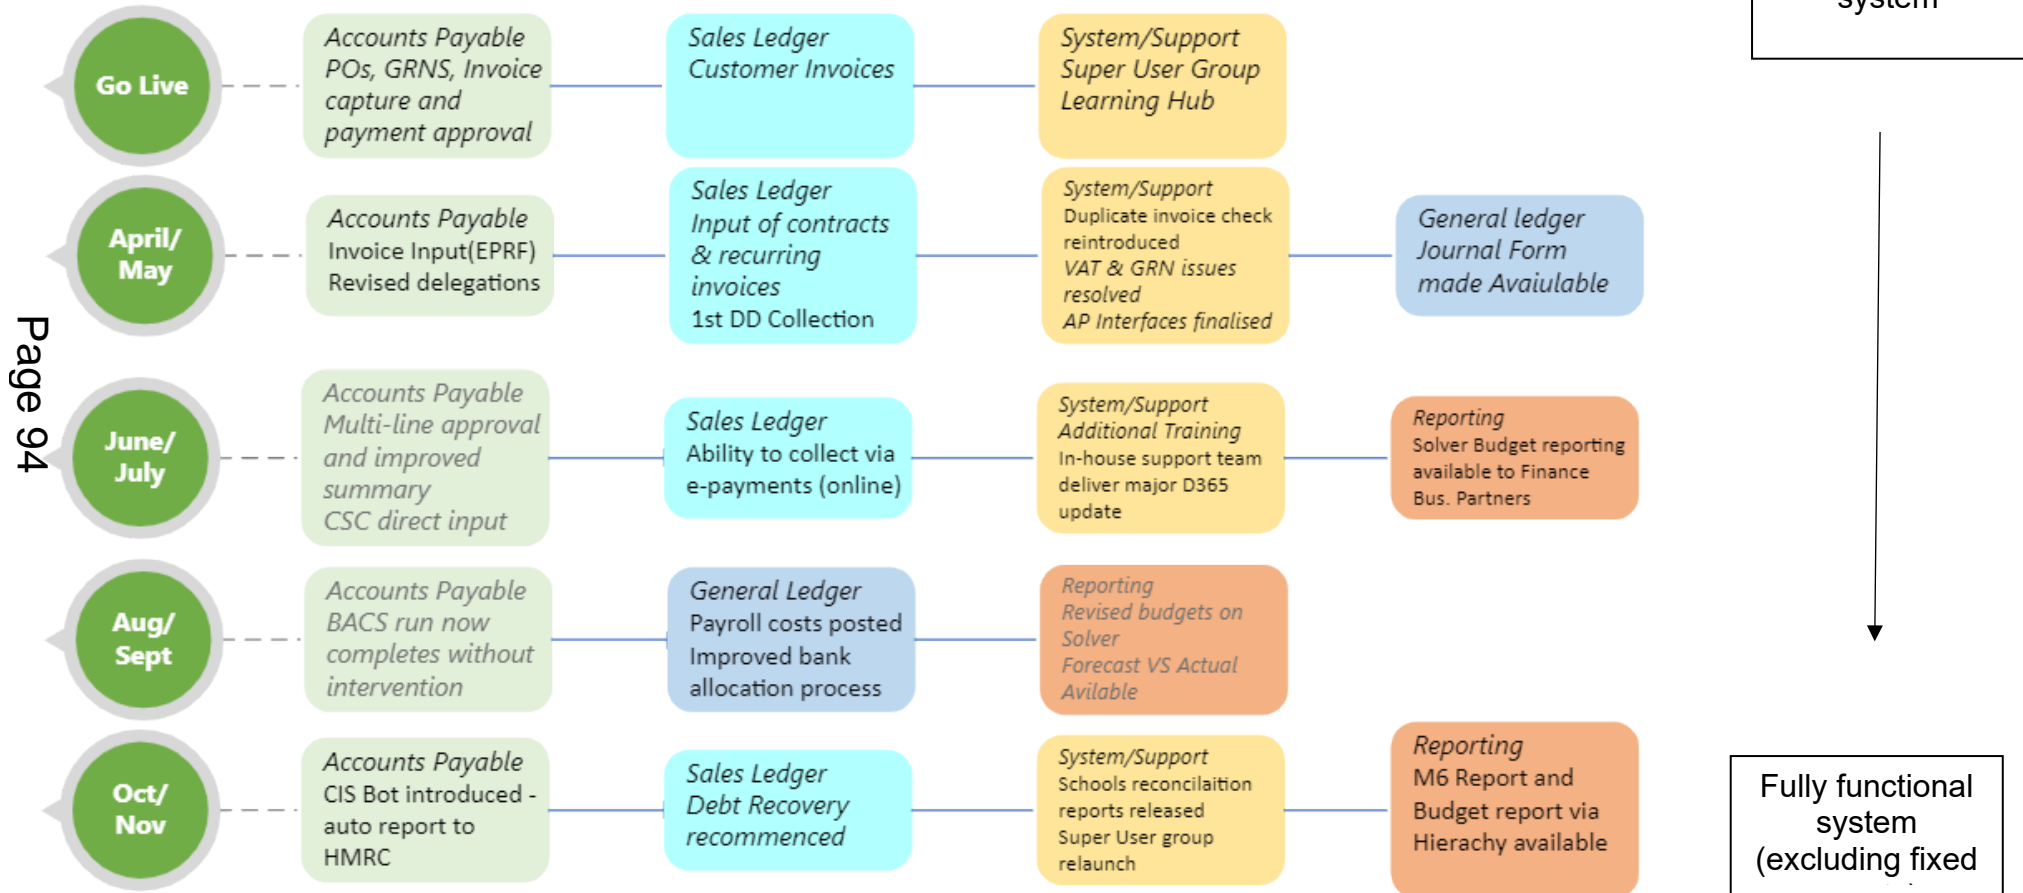 system
Go Live
Accounts Payable
POs, GRNS, Invoice
capture and
payment approval
Sales Ledger
Customer Invoices
System/Support
Super User Group
Learning Hub
April/
May
Accounts Payable
Invoice Input(EPRF)
Revised delegations
Sales Ledger
Input of contracts
& recurring
invoices
1st DD Collection
System/Support
Duplicate invoice check
reintroduced
VAT & GRN issues
resolved
AP Interfaces finalised
General ledger
Journal Form
made Avaiulable
Page 94
June/
July
Accounts Payable
Multi-line approval
and improved
summary
CSC direct input
Sales Ledger
Ability to collect via
e-payments (online)
System/Support
Additional Training
In-house support team
deliver major D365
update
Reporting
Solver Budget reporting
available to Finance
Bus. Partners
Aug/
Sept
Accounts Payable
BACS run now
completes without
intervention
General Ledger
Payroll costs posted
Improved bank
allocation process
Reporting
Revised budgets on
Solver
Forecast VS Actual
Avilable
Oct/
Nov
Accounts Payable
CIS Bot introduced -
auto report to
HMRC
Sales Ledger
Debt Recovery
recommenced
System/Support
Schools reconcilaition
reports released
Super User group
relaunch
Reporting
M6 Report and
Budget report via
Hierachy available
Fully functional
system
(excluding fixed